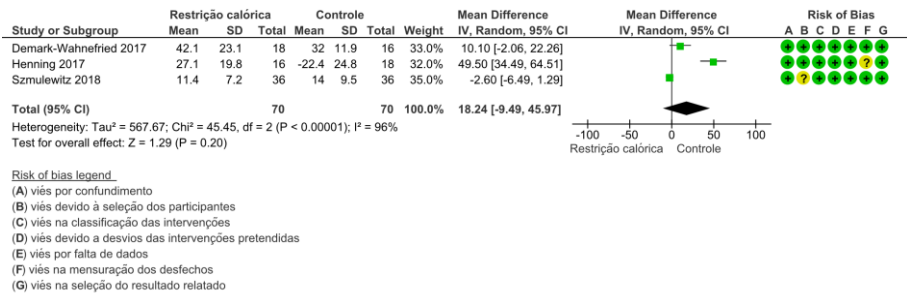 Restrição calórica Controle Mean Difference Mean Difference Risk of Bias
Study or Subgroup Mean SD Total Mean SD Total Weight IV, Random, 95% CI IV, Random, 95% CI A B C D E F G
Demark-Wahnefried 2017 42.1 23.1 18 32 11.9 16 33.0% 10.10 [-2.06, 22.26] + + + + + + +
Henning 2017 27.1 19.8 16 -22.4 24.8 18 32.0% 49.50 [34.49, 64.51] + + + + + ? +
Szmulewitz 2018 11.4 7.2 36 14 9.5 36 35.0% -2.60 [-6.49, 1.29] + ? + + + + +
Total (95% CI) 70 70 100.0% 18.24 [-9.49, 45.97]
Heterogeneity: Tau² = 567.67; Chi² = 45.45, df = 2 (P < 0.00001); I² = 96%
Test for overall effect: Z = 1.29 (P = 0.20)
-100 -50 0 50 100
Restrição calórica Controle
Risk of bias legend
(A) viés por confundimento
(B) viés devido à seleção dos participantes
(C) viés na classificação das intervenções
(D) viés devido a desvios das intervenções pretendidas
(E) viés por falta de dados
(F) viés na mensuração dos desfechos
(G) viés na seleção do resultado relatado